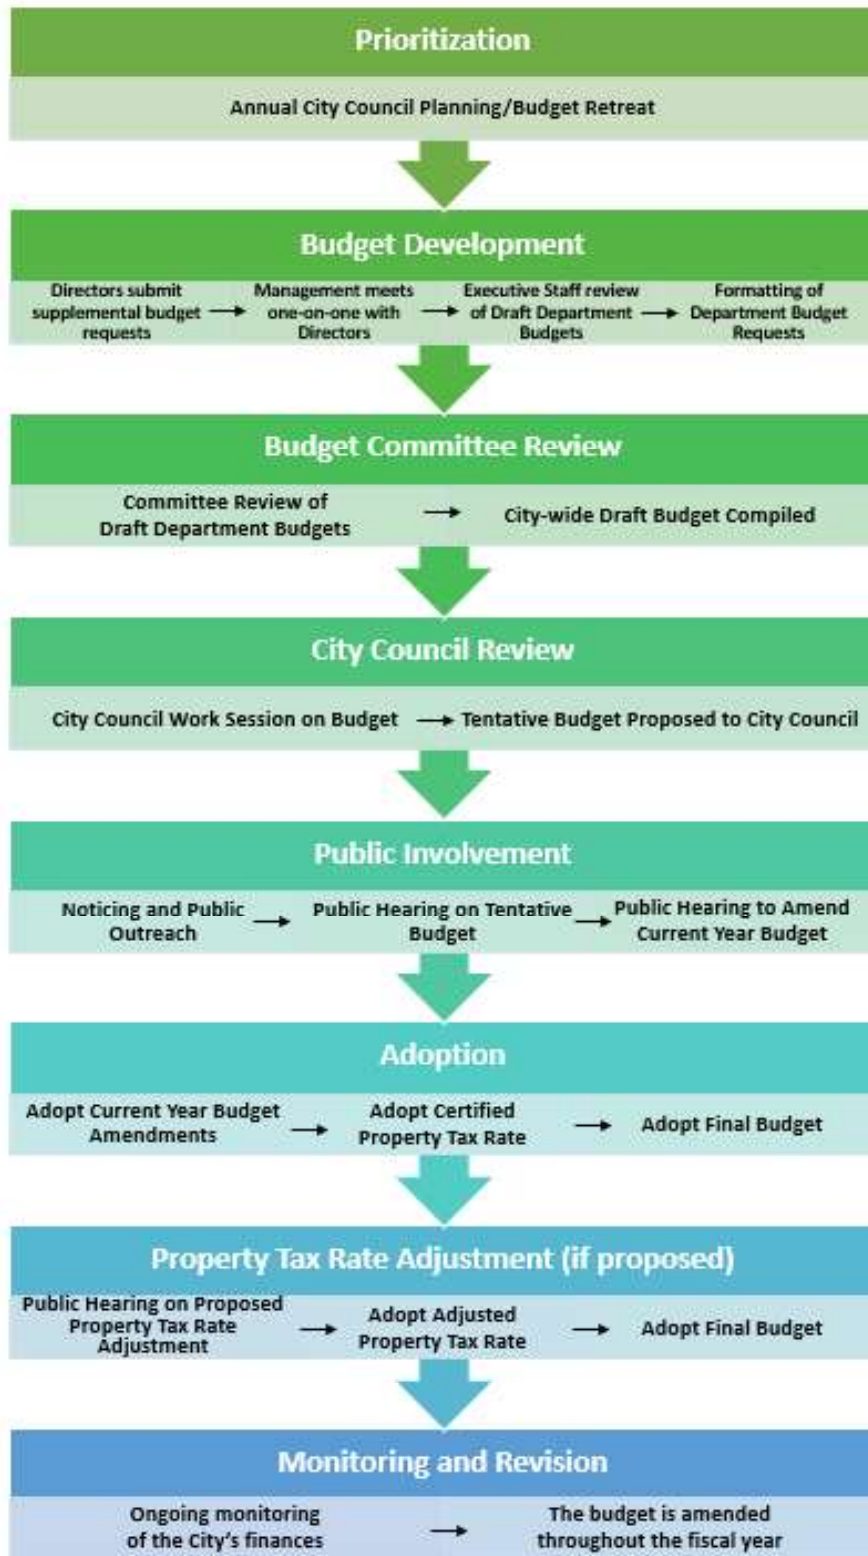 Prioritization
Annual City Council Planning/Budget Retreat
Budget Development
Directors submit
supplemental budget
requests
Management meets
one-on-one with
Directors
Executive Staff review
of Draft Department
Budgets
Formatting of
Department Budget
Requests
Budget Committee Review
Committee Review of
Draft Department Budgets
City-wide Draft Budget Compiled
City Council Review
City Council Work Session on Budget
Tentative Budget Proposed to City Council
Public Involvement
Noticing and Public
Outreach
Public Hearing on Tentative
Budget
Public Hearing to Amend
Current Year Budget
Adoption
Adopt Current Year Budget
Amendments
Adopt Certified
Property Tax Rate
Adopt Final Budget
Property Tax Rate Adjustment (if proposed)
Public Hearing on Proposed
Property Tax Rate
Adjustment
Adopt Adjusted
Property Tax Rate
Adopt Final Budget
Monitoring and Revision
Ongoing monitoring
of the City's finances
The budget is amended
throughout the fiscal year